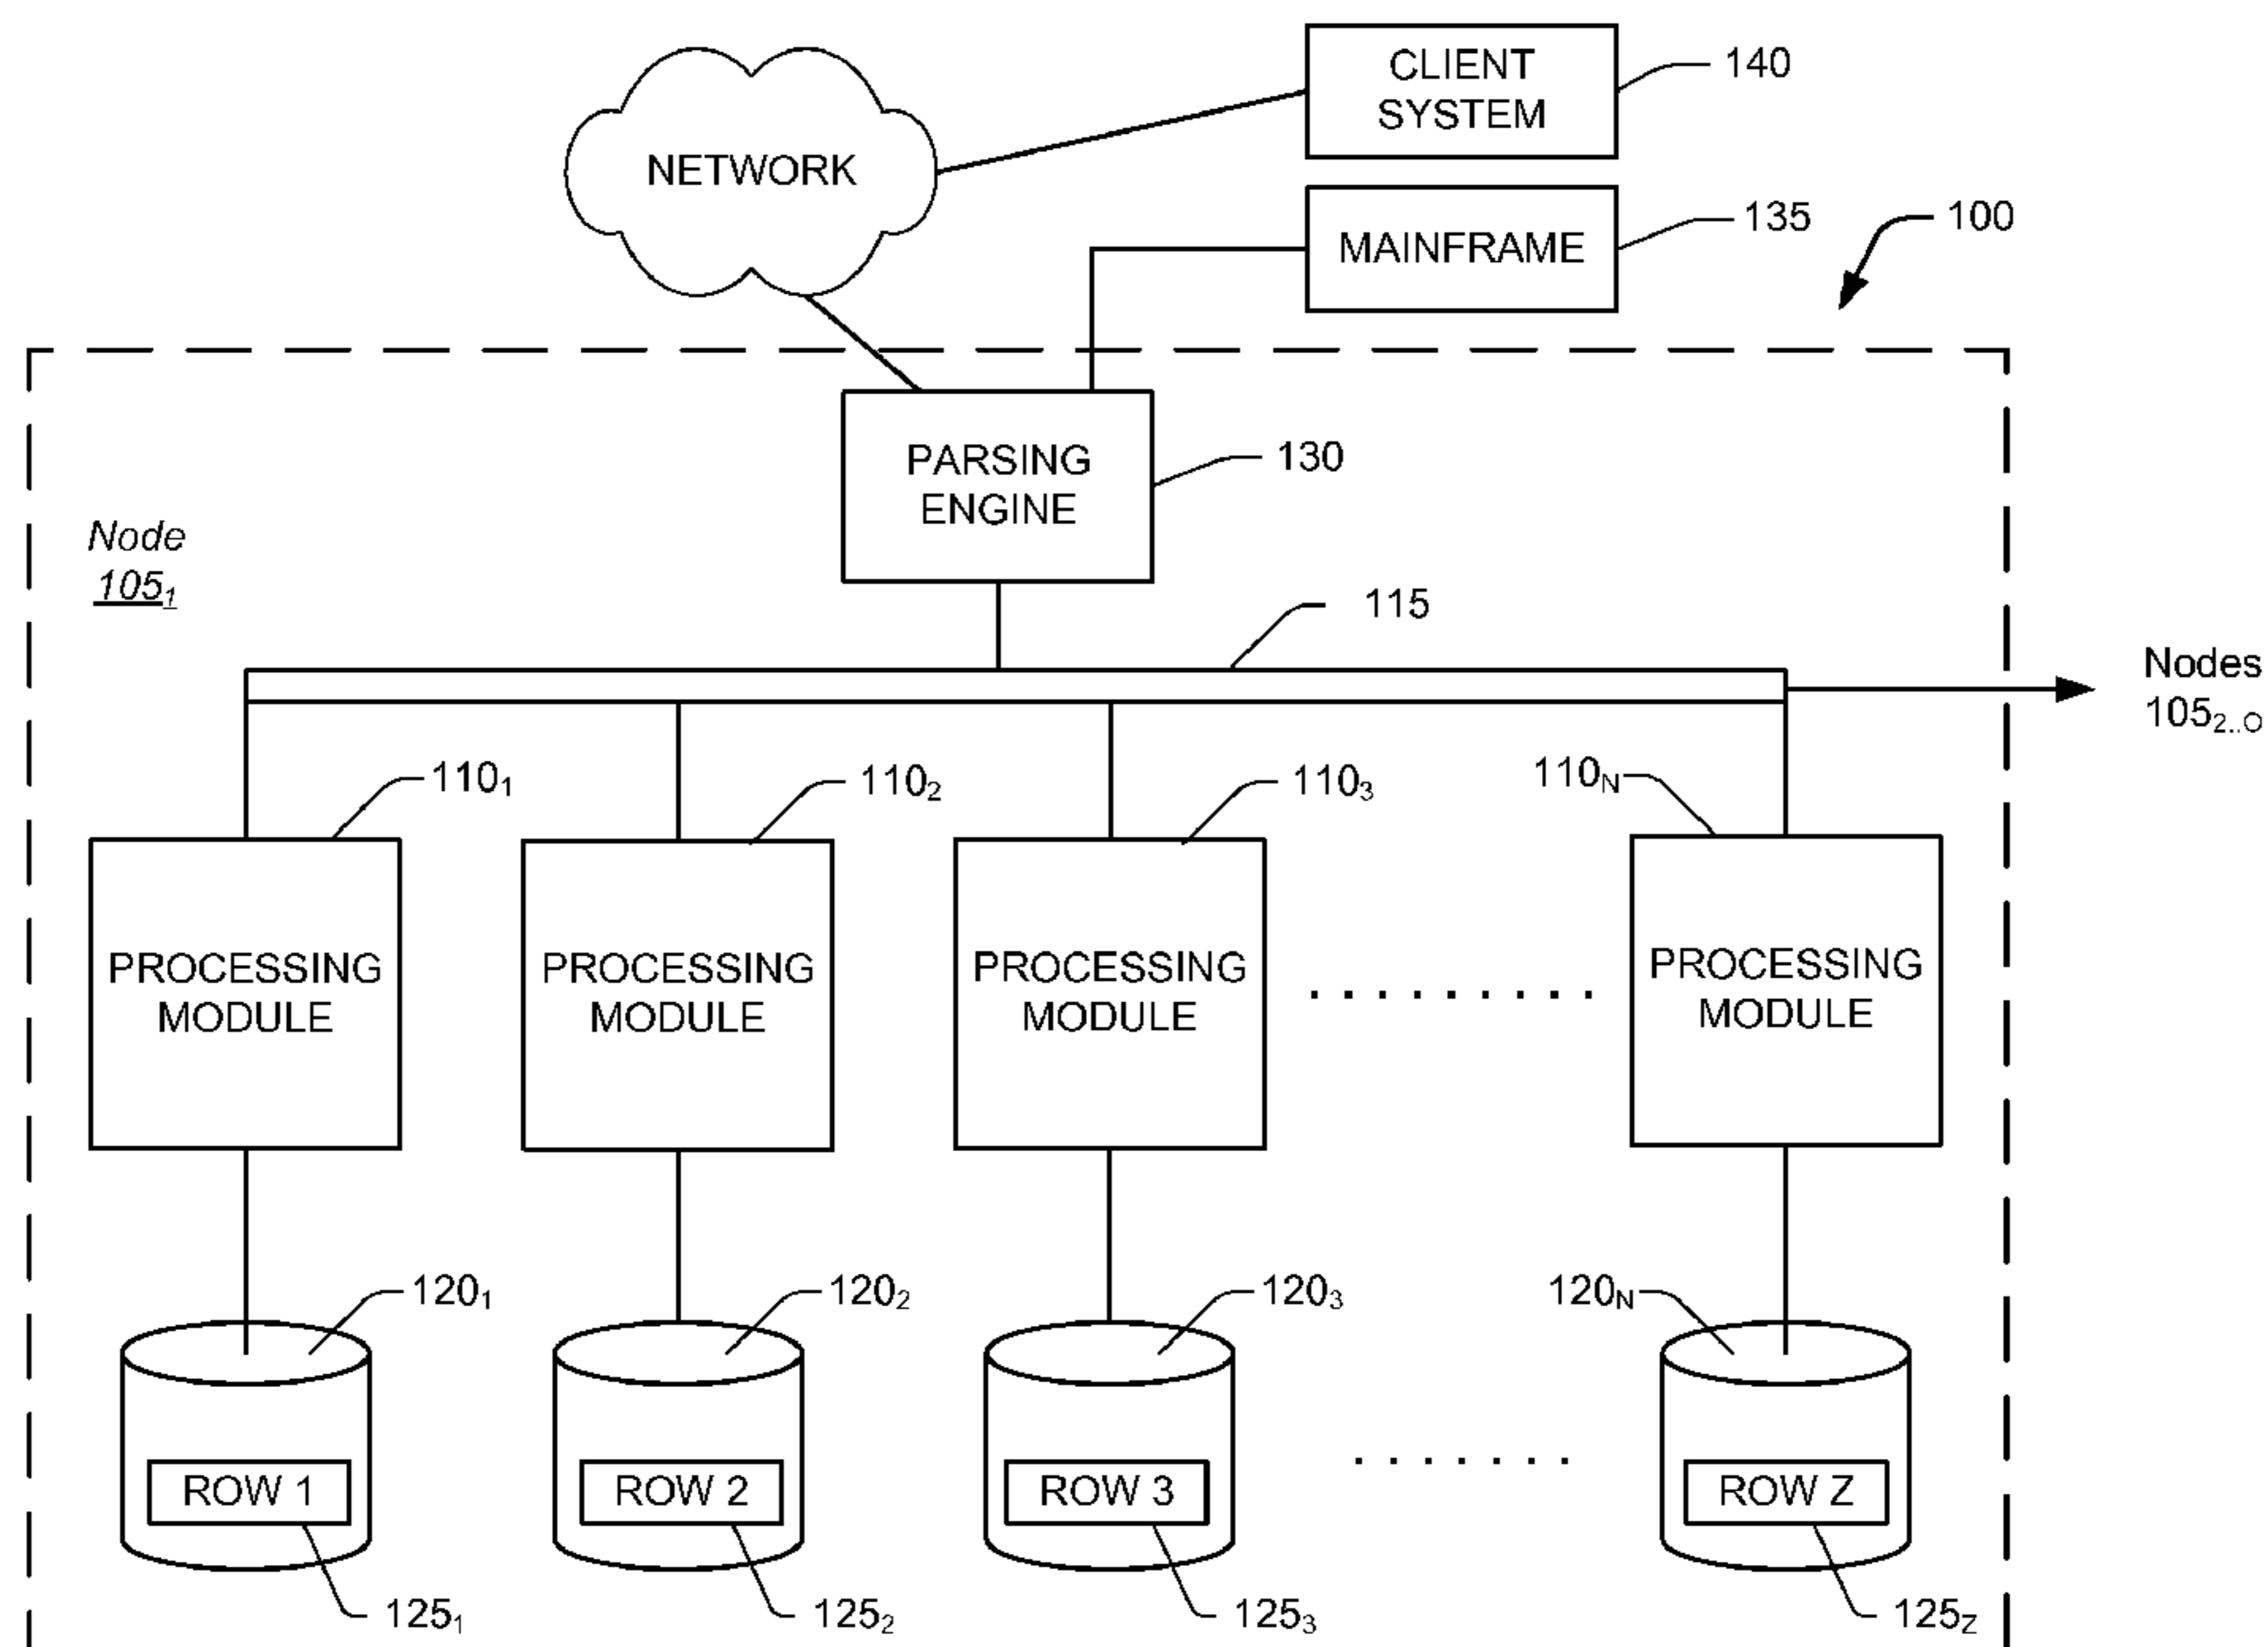 CLIENT
SYSTEM
140
NETWORK
MAINFRAME
135
100
PARSING
ENGINE
130
Node
105₁
115
Nodes
105₂..O
110₁
110₂
110₃
110N
PROCESSING
MODULE
PROCESSING
MODULE
PROCESSING
MODULE
. . . . . . . . .
PROCESSING
MODULE
120₁
120₂
120₃
120N
ROW 1
ROW 2
ROW 3
. . . . . . .
ROW Z
125₁
125₂
125₃
125Z